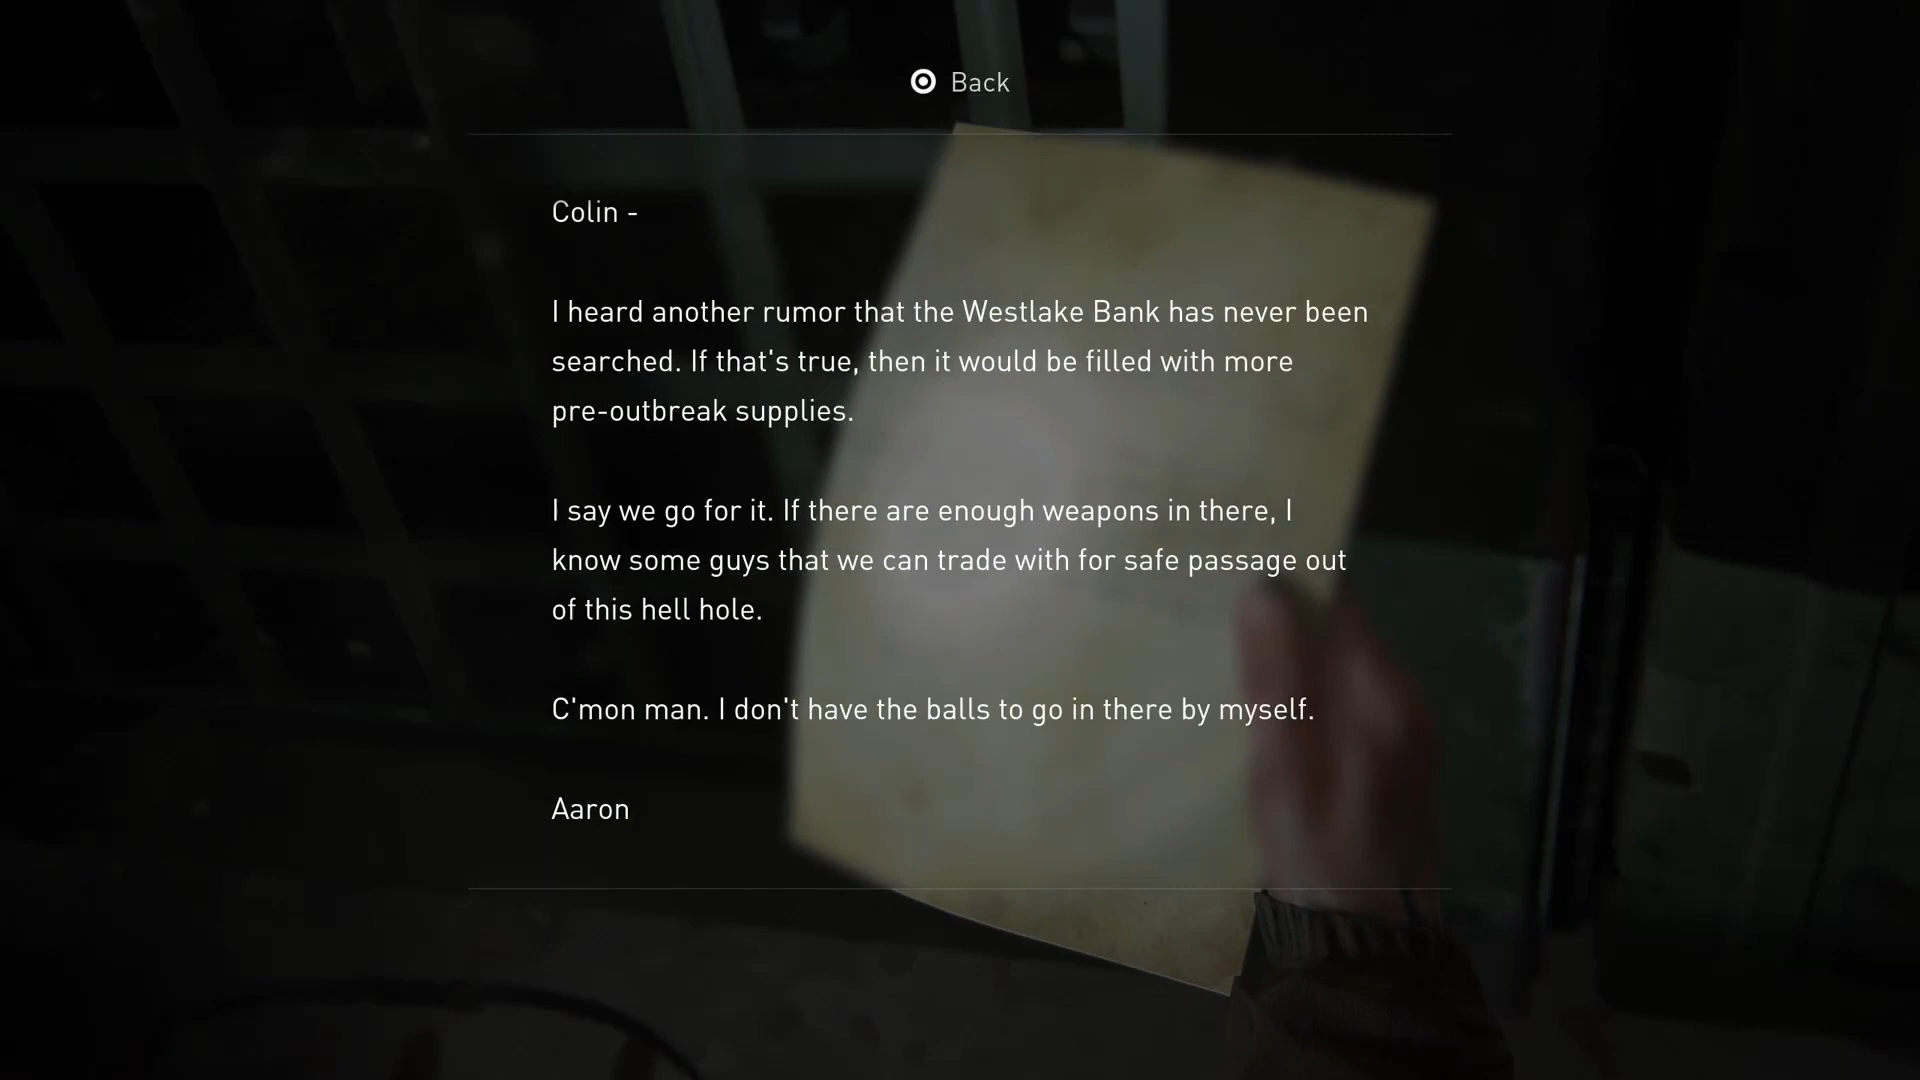 Back
Colin -
I heard another rumor that the Westlake Bank has never been
searched. If that's true, then it would be filled with more
pre-outbreak supplies.
I say we go for it. If there are enough weapons in there, I
know some guys that we can trade with for safe passage out
of this hell hole.
C'mon man. I don't have the balls to go in there by myself.
Aaron